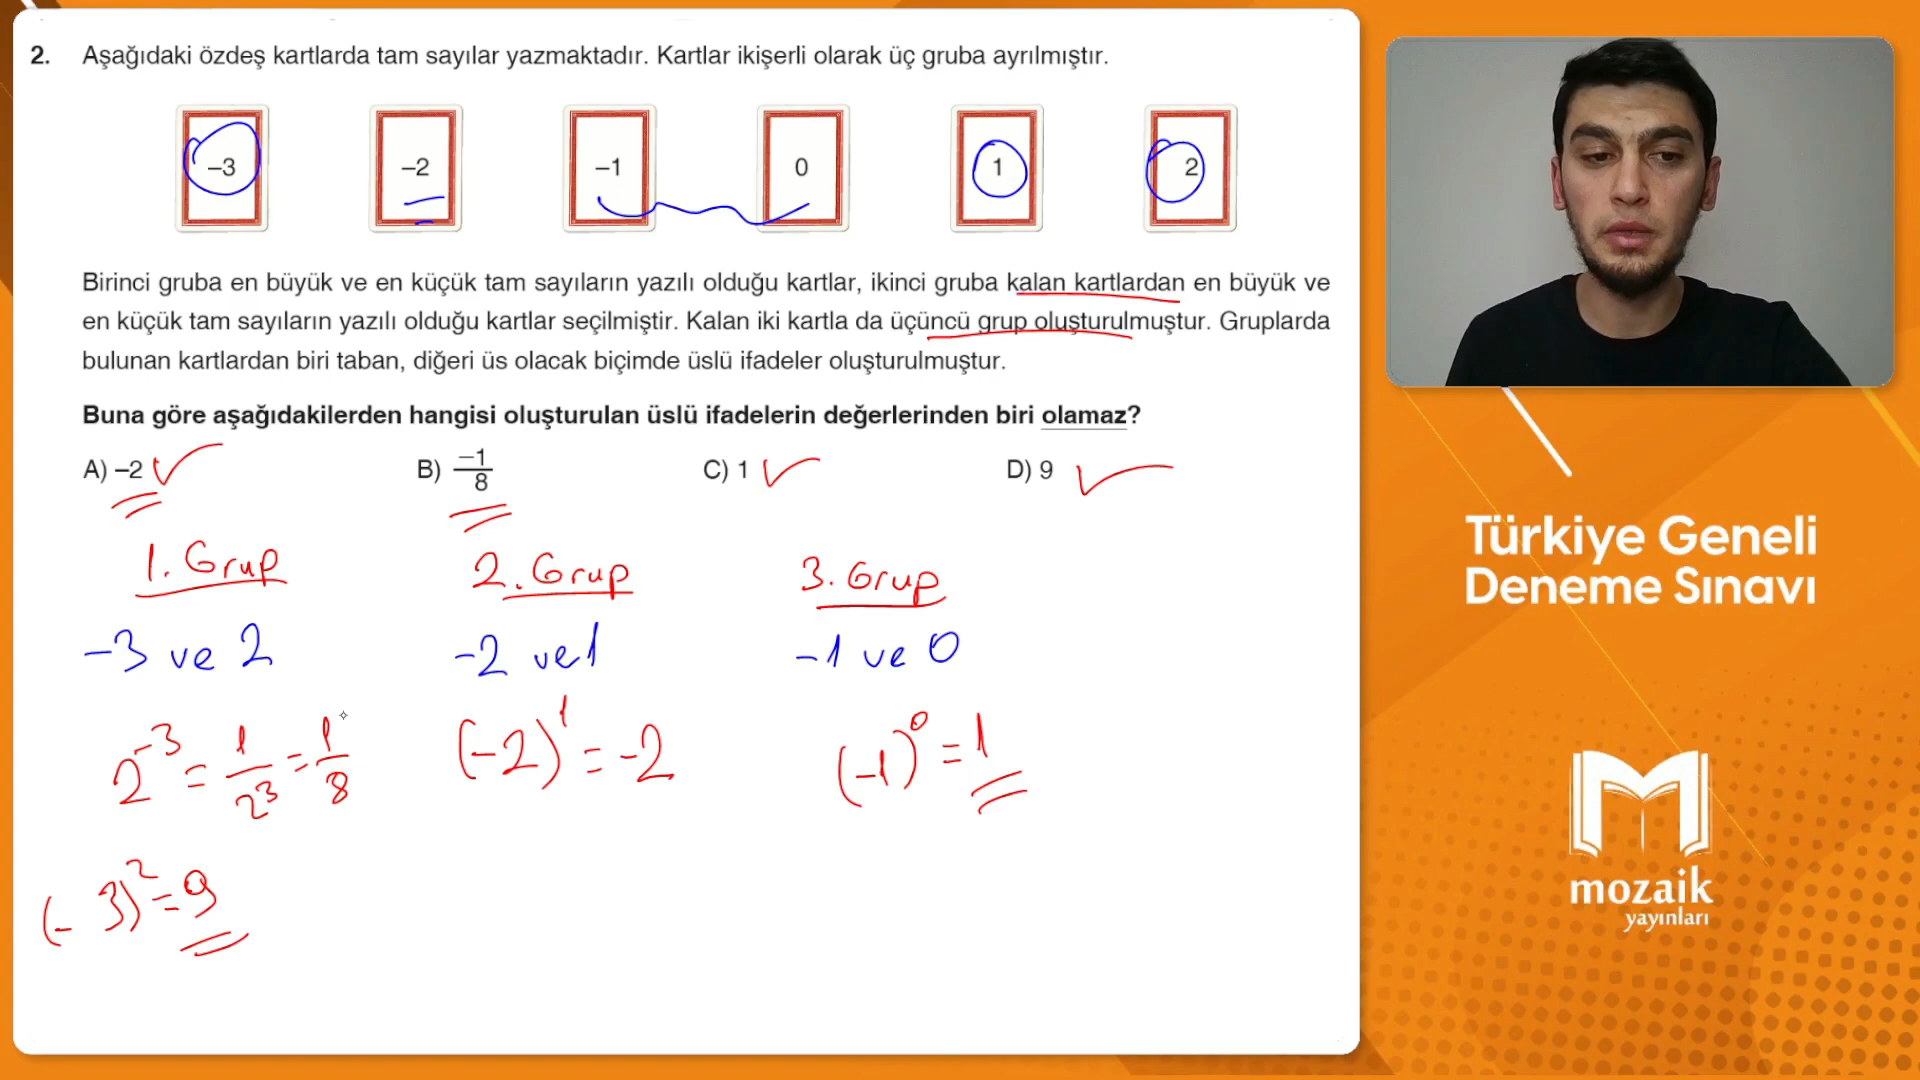 2. Aşağıdaki özdeş kartlarda tam sayılar yazmaktadır. Kartlar ikişerli olarak üç gruba ayrılmıştır.
–3 –2 –1 0 1 2
Birinci gruba en büyük ve en küçük tam sayıların yazılı olduğu kartlar, ikinci gruba kalan kartlardan en büyük ve
en küçük tam sayıların yazılı olduğu kartlar seçilmiştir. Kalan iki kartla da üçüncü grup oluşturulmuştur. Gruplarda
bulunan kartlardan biri taban, diğeri üs olacak biçimde üslü ifadeler oluşturulmuştur.
Buna göre aşağıdakilerden hangisi oluşturulan üslü ifadelerin değerlerinden biri olamaz?
A) –2 B) –1/8 C) 1 D) 9
1. Grup 2. Grup 3. Grup
-3 ve 2 -2 ve 1 -1 ve 0
2^-3 = 1/2^3 = 1/8 (-2)^1 = -2 (-1)^0 = 1
(-3)^2 = 9
Türkiye Geneli
Deneme Sınavı
mozaik
yayınları